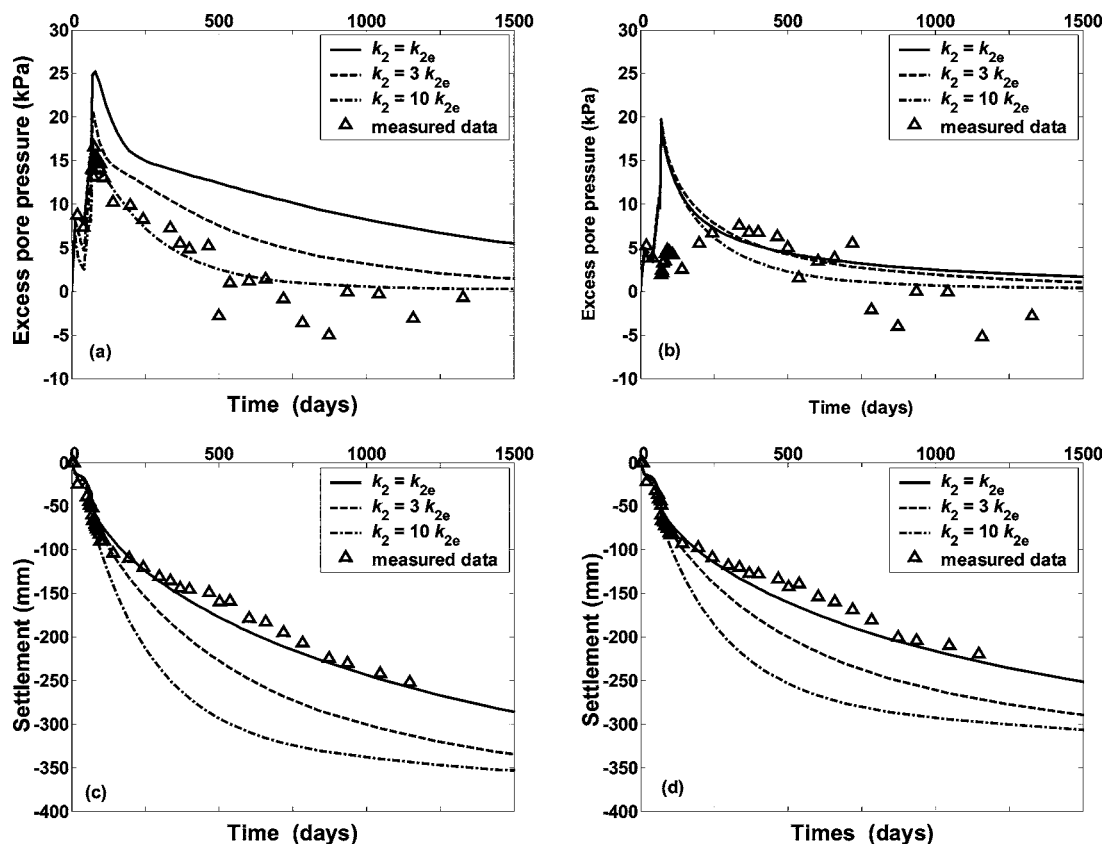 0 500 1000 1500
30
25
20
15
10
5
0
-5
-10
Excess pore pressure (kPa)
k2 = k2e
k2 = 3 k2e
k2 = 10 k2e
measured data
(a)
Time (days)
0 500 1000 1500
30
25
20
15
10
5
0
-5
-10
Excess pore pressure (kPa)
k2 = k2e
k2 = 3 k2e
k2 = 10 k2e
measured data
(b)
Time (days)
0 500 1000 1500
0
-50
-100
-150
-200
-250
-300
-350
-400
Settlement (mm)
k2 = k2e
k2 = 3 k2e
k2 = 10 k2e
measured data
(c)
Time (days)
0 500 1000 1500
0
-50
-100
-150
-200
-250
-300
-350
-400
Settlement (mm)
k2 = k2e
k2 = 3 k2e
k2 = 10 k2e
measured data
(d)
Times (days)